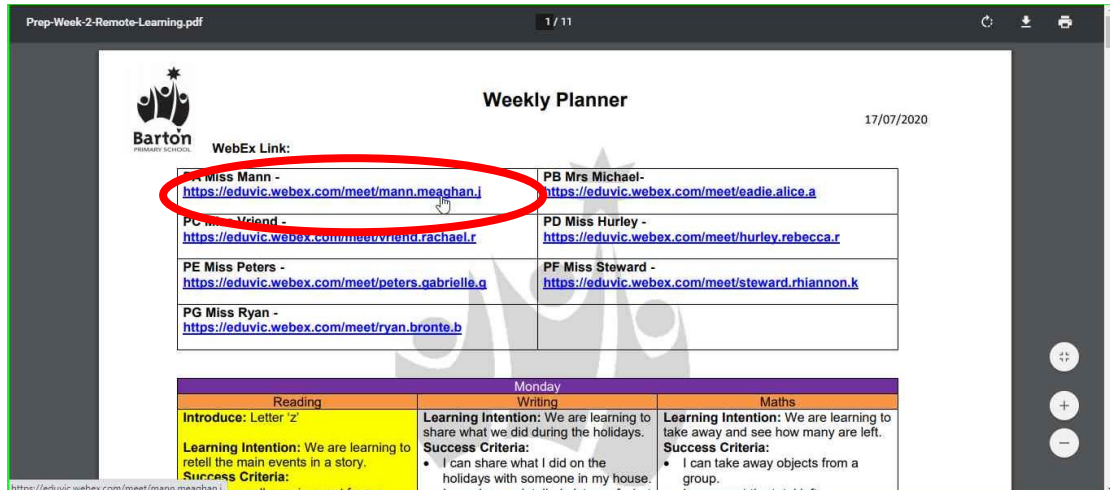 Prep-Week-2-Remote-Learning.pdf
1 / 11
Weekly Planner
17/07/2020
Barton
PRIMARY SCHOOL
WebEx Link:
PA Miss Mann -
https://eduvic.webex.com/meet/mann.meaghan.j
PB Mrs Michael-
https://eduvic.webex.com/meet/eadie.alice.a
PC Miss Vriend -
https://eduvic.webex.com/meet/vriend.rachael.r
PD Miss Hurley -
https://eduvic.webex.com/meet/hurley.rebecca.r
PE Miss Peters -
https://eduvic.webex.com/meet/peters.gabrielle.g
PF Miss Steward -
https://eduvic.webex.com/meet/steward.rhiannon.k
PG Miss Ryan -
https://eduvic.webex.com/meet/ryan.bronte.b
Monday
Reading
Writing
Maths
Introduce: Letter ‘z’
Learning Intention: We are learning to
retell the main events in a story.
Success Criteria:
Learning Intention: We are learning to
share what we did during the holidays.
Success Criteria:
• I can share what I did on the
holidays with someone in my house.
Learning Intention: We are learning to
take away and see how many are left.
Success Criteria:
• I can take away objects from a
group.
https://eduvic.webex.com/meet/mann.meaghan.j